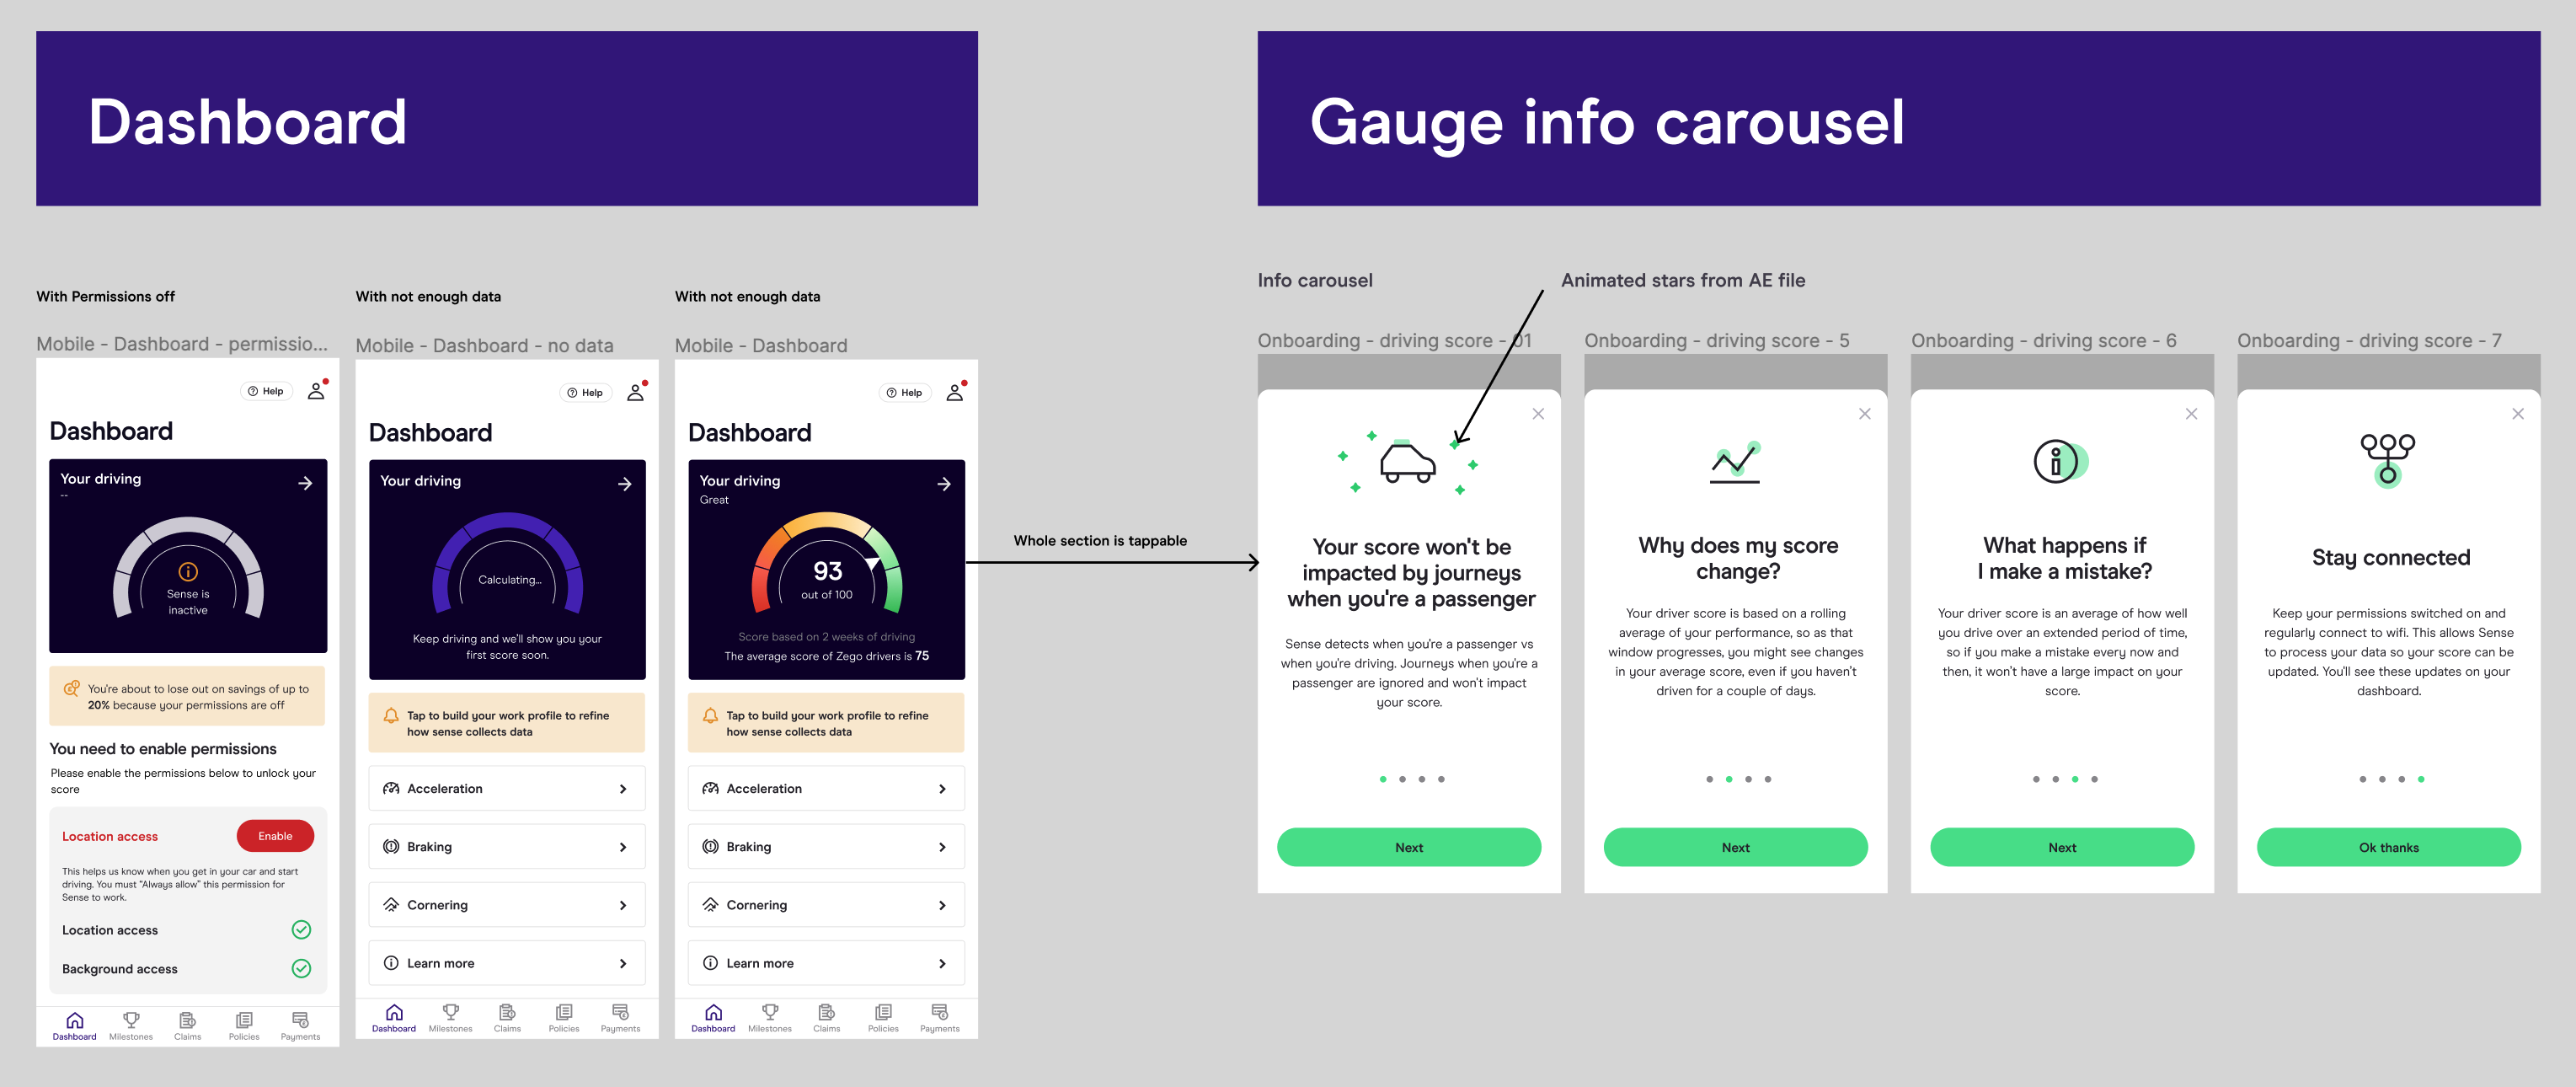 Dashboard
Gauge info carousel
With Permissions off
Mobile - Dashboard - permissio...
Help
Dashboard
Your driving
--
Sense is
inactive
You're about to lose out on savings of up to
20% because your permissions are off
You need to enable permissions
Please enable the permissions below to unlock your
score
Location access
Enable
This helps us know when you get in your car and start
driving. You must "Always allow" this permission for
Sense to work.
Location access
Background access
Dashboard
Milestones
Claims
Policies
Payments
With not enough data
Mobile - Dashboard - no data
Help
Dashboard
Your driving
Calculating...
Keep driving and we'll show you your
first score soon.
Tap to build your work profile to refine
how sense collects data
Acceleration
Braking
Cornering
Learn more
Dashboard
Milestones
Claims
Policies
Payments
With not enough data
Mobile - Dashboard
Help
Dashboard
Your driving
Great
93
out of 100
Score based on 2 weeks of driving
The average score of Zego drivers is 75
Tap to build your work profile to refine
how sense collects data
Acceleration
Braking
Cornering
Learn more
Dashboard
Milestones
Claims
Policies
Payments
Whole section is tappable
Info carousel
Animated stars from AE file
Onboarding - driving score - 01
Your score won't be
impacted by journeys
when you're a passenger
Sense detects when you're a passenger vs
when you're driving. Journeys when you're a
passenger are ignored and won't impact
your score.
Next
Onboarding - driving score - 5
Why does my score
change?
Your driver score is based on a rolling
average of your performance, so as that
window progresses, you might see changes
in your average score, even if you haven't
driven for a couple of days.
Next
Onboarding - driving score - 6
What happens if
I make a mistake?
Your driver score is an average of how well
you drive over an extended period of time,
so if you make a mistake every now and
then, it won't have a large impact on your
score.
Next
Onboarding - driving score - 7
Stay connected
Keep your permissions switched on and
regularly connect to wifi. This allows Sense
to process your data so your score can be
updated. You'll see these updates on your
dashboard.
Ok thanks